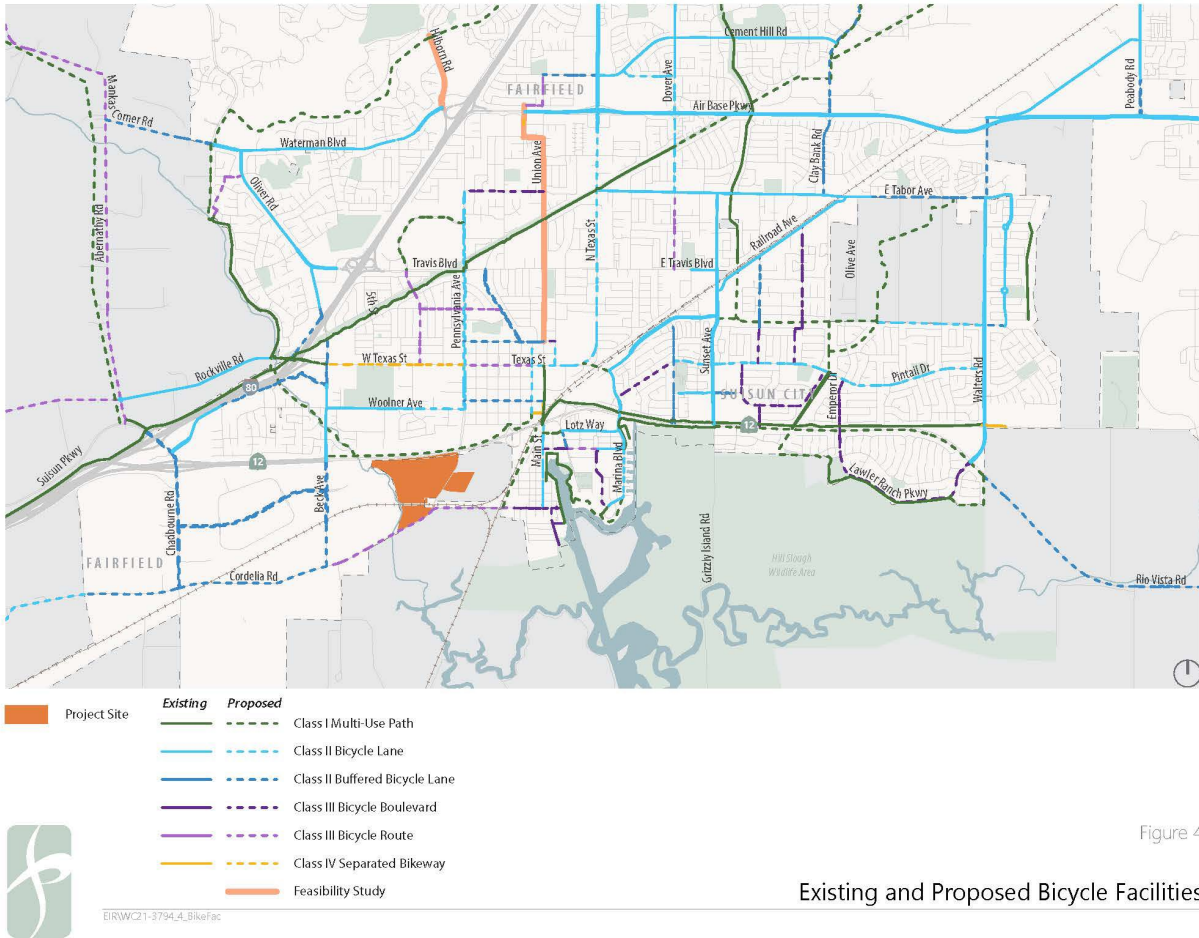 Cement Hill Rd
Hilborn Rd
Dover Ave
Peabody Rd
FAIRFIELD
Mankas
Corner Rd
Air Base Pkwy
Waterman Blvd
Union Ave
Clay Bank Rd
Oliver Rd
E Tabor Ave
Abernathy Rd
N Texas St
Railroad Ave
Olive Ave
Travis Blvd
E Travis Blvd
5th St
Pennsylvania Ave
Sunset Ave
W Texas St
Texas St
Rockville Rd
Pintail Dr
Walters Rd
80
Woolner Ave
SUISUN CITY
Emperor Dr
Lotz Way
12
Suisun Pkwy
12
Main St
Marina Blvd
Lawler Ranch Pkwy
Chadbourne Rd
Beck Ave
Grizzly Island Rd
FAIRFIELD
Hill Slough
Wildlife Area
Cordelia Rd
Rio Vista Rd
Project Site
Existing Proposed
Class I Multi-Use Path
Class II Bicycle Lane
Class II Buffered Bicycle Lane
Class III Bicycle Boulevard
Class III Bicycle Route
Class IV Separated Bikeway
Feasibility Study
Figure 4
Existing and Proposed Bicycle Facilities
EIR\WC21-3794_4_BikeFac